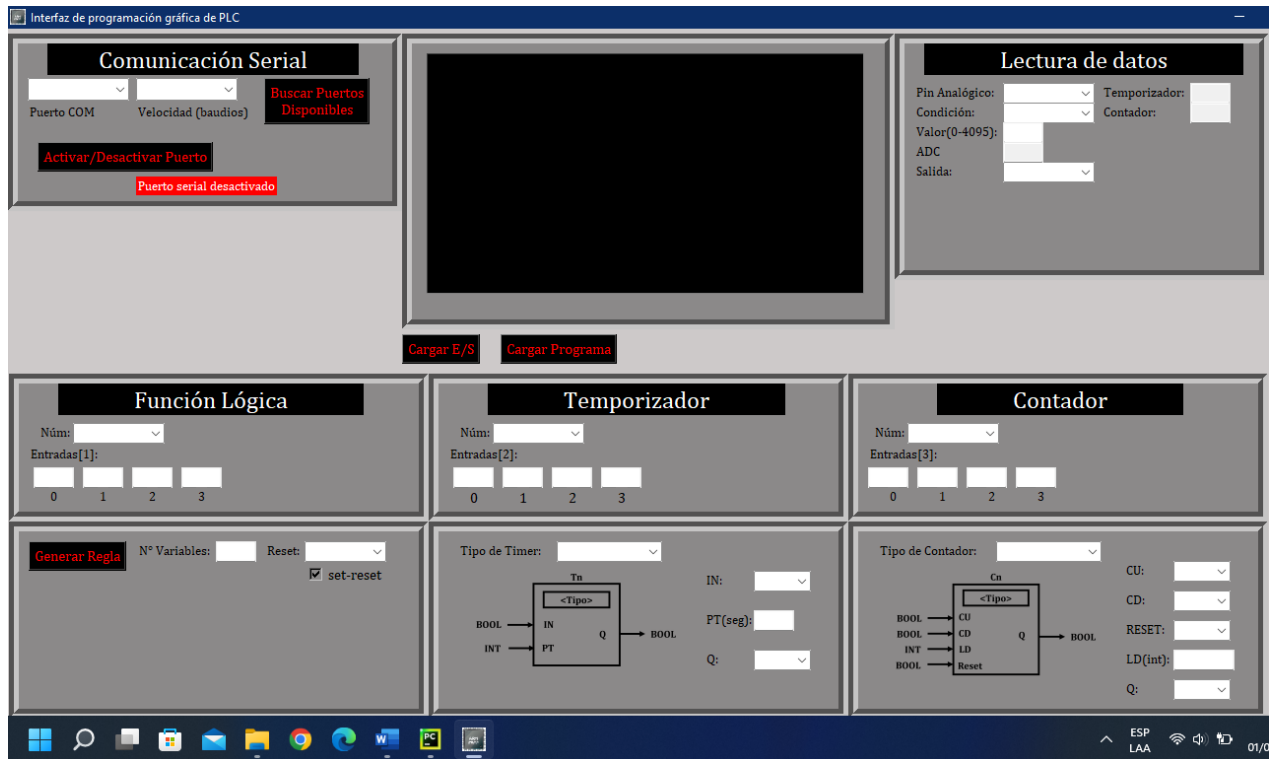 Interfaz de programación gráfica de PLC
Comunicación Serial
Puerto COM
Velocidad (baudios)
Buscar Puertos
Disponibles
Activar/Desactivar Puerto
Puerto serial desactivado
Cargar E/S
Cargar Programa
Lectura de datos
Pin Analógico:
Temporizador:
Condición:
Contador:
Valor(0-4095):
ADC
Salida:
Función Lógica
Núm:
Entradas[1]:
0 1 2 3
Temporizador
Núm:
Entradas[2]:
0 1 2 3
Contador
Núm:
Entradas[3]:
0 1 2 3
Generar Regla
Nº Variables:
Reset:
set-reset
Tipo de Timer:
Tn
<Tipo>
BOOL IN Q BOOL
INT PT
IN:
PT(seg):
Q:
Tipo de Contador:
Cn
<Tipo>
BOOL CU
BOOL CD Q BOOL
INT LD
BOOL Reset
CU:
CD:
RESET:
LD(int):
Q:
ESP
LAA
01/0